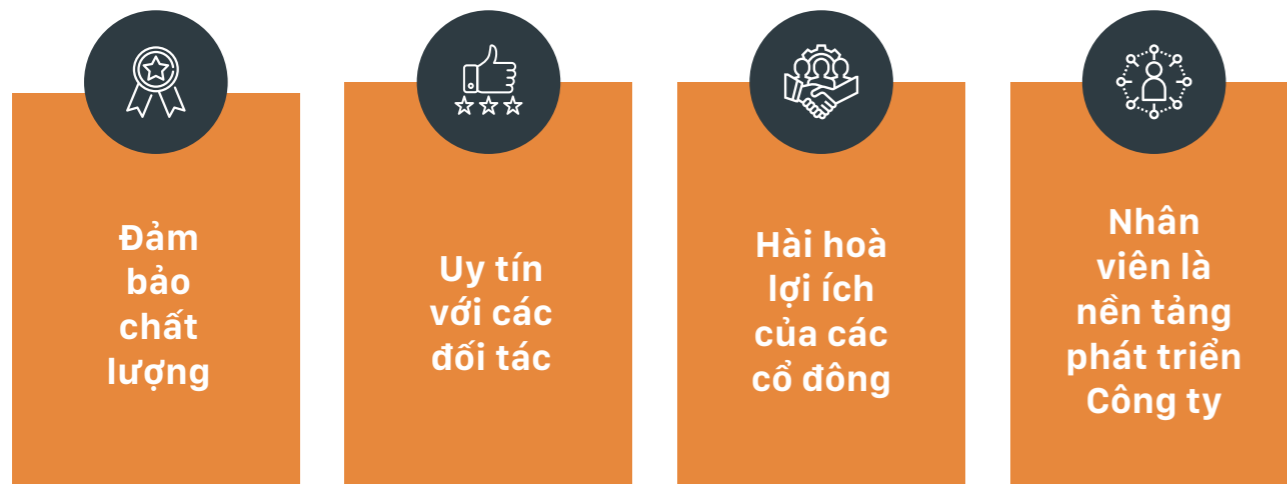 Đảm
bảo
chất
lượng
Uy tín
với các
đối tác
Hài hoà
lợi ích
của các
cổ đông
Nhân
viên là
nền tảng
phát triển
Công ty